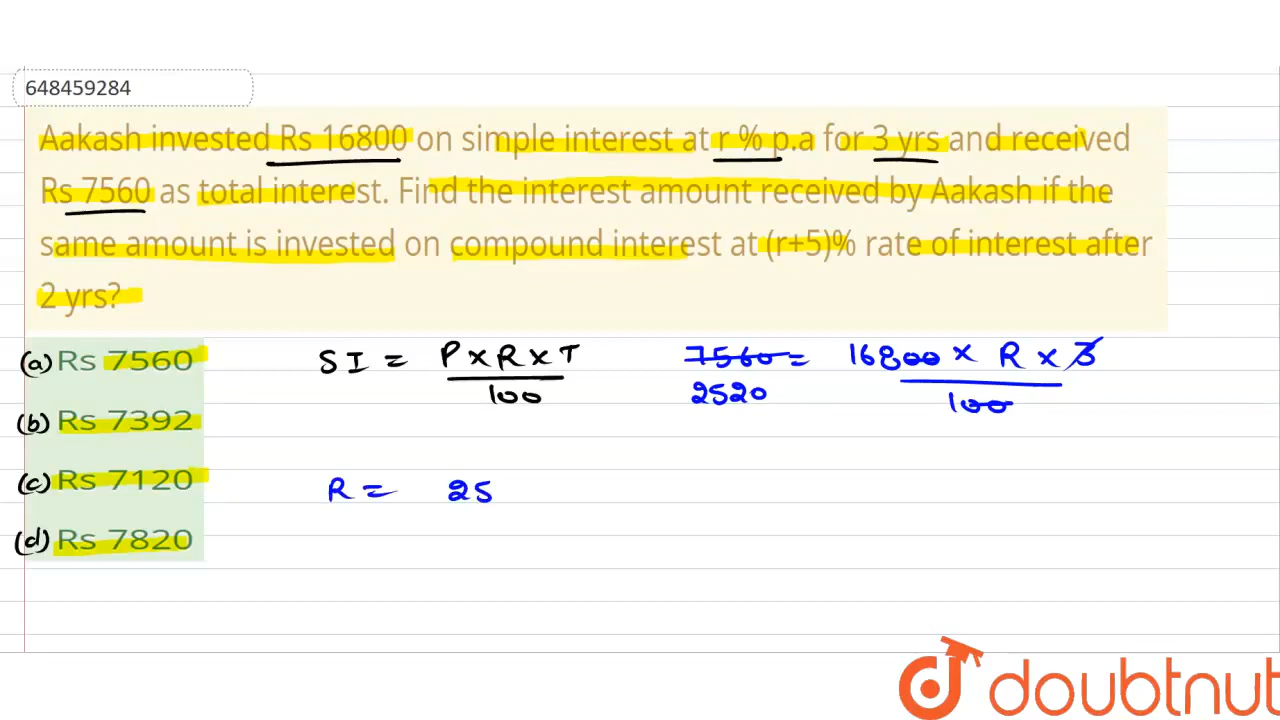 648459284
Aakash invested Rs 16800 on simple interest at r % p.a for 3 yrs and received
Rs 7560 as total interest. Find the interest amount received by Aakash if the
same amount is invested on compound interest at (r+5)% rate of interest after
2 yrs?
(a) Rs 7560
(b) Rs 7392
(c) Rs 7120
(d) Rs 7820
SI = P×R×T
100
7560 = 16800 × R × 3
2520 100
R = 25
doubtnut